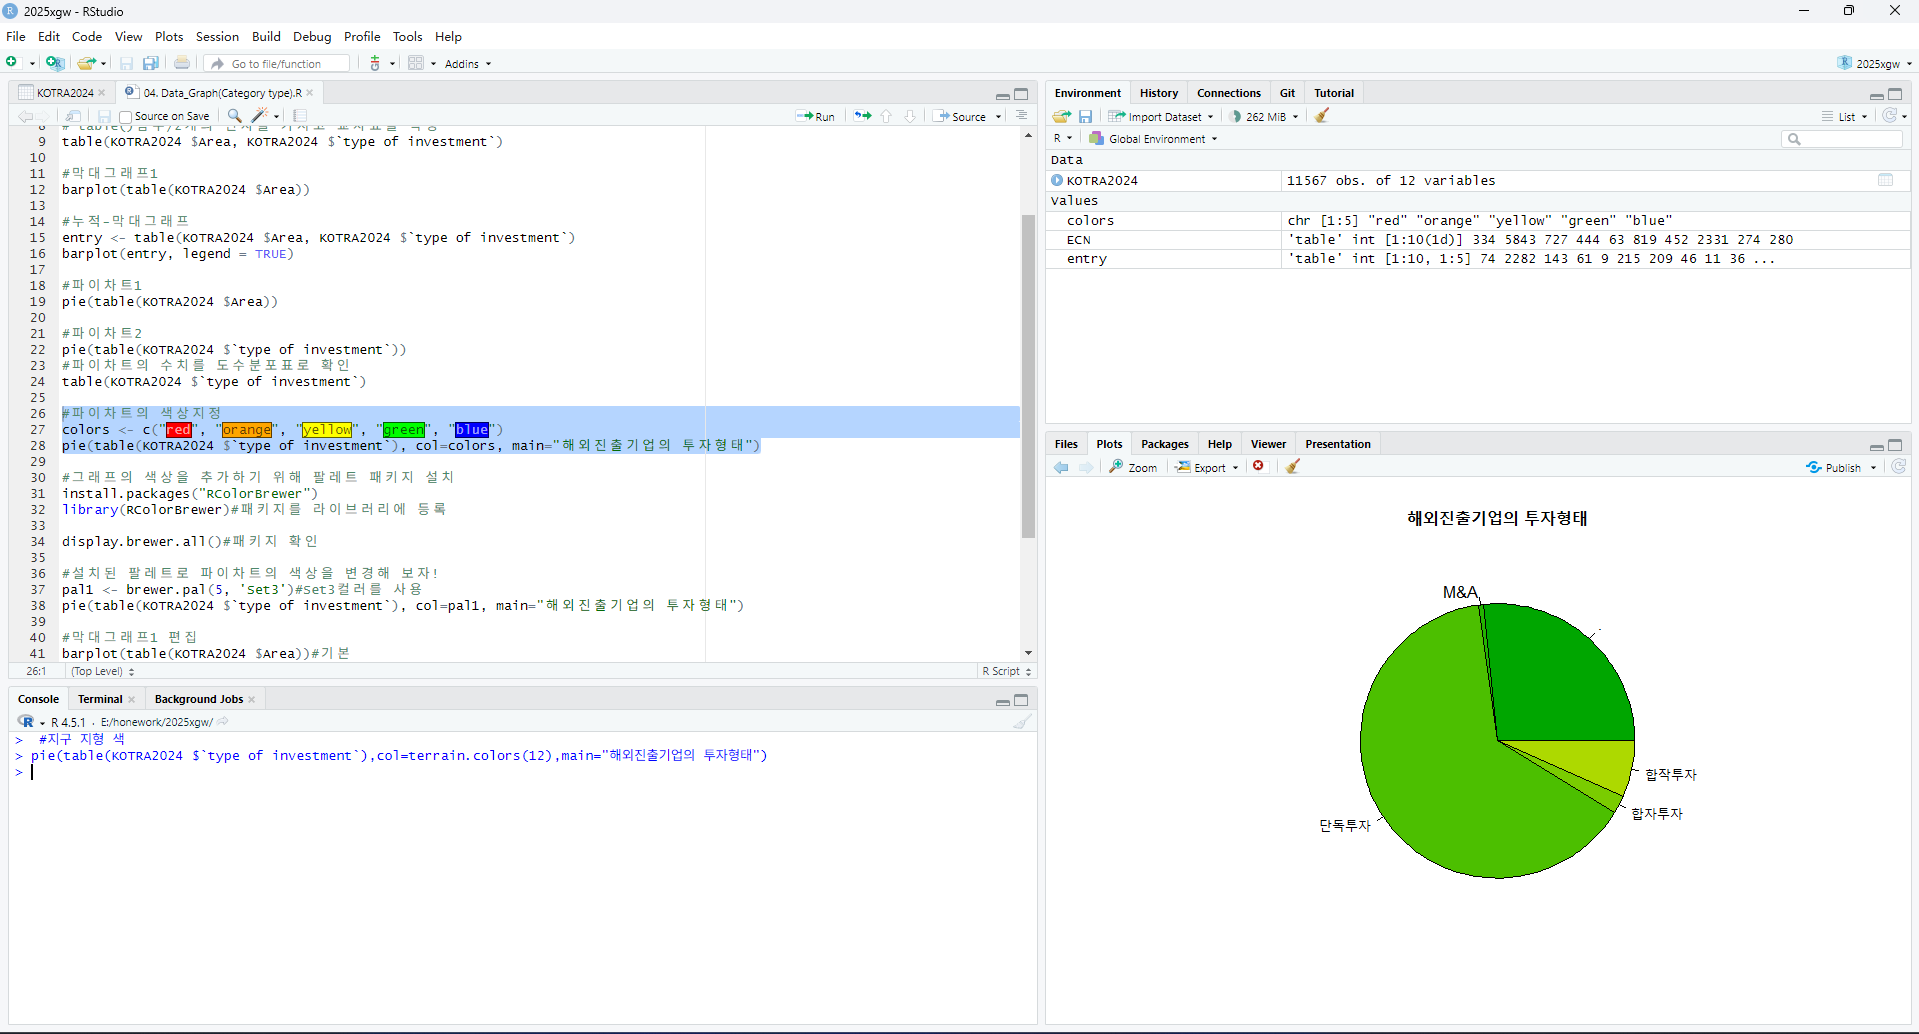 2025xgw - RStudio
File Edit Code View Plots Session Build Debug Profile Tools Help
Go to file/function Addins 2025xgw
KOTRA2024 04. Data_Graph(Category type).R
Source on Save Run Source
9 table(KOTRA2024 $Area, KOTRA2024 $`type of investment`)
10
11 #막대그래프1
12 barplot(table(KOTRA2024 $Area))
13
14 #누적-막대그래프
15 entry <- table(KOTRA2024 $Area, KOTRA2024 $`type of investment`)
16 barplot(entry, legend = TRUE)
17
18 #파이차트1
19 pie(table(KOTRA2024 $Area))
20
21 #파이차트2
22 pie(table(KOTRA2024 $`type of investment`))
23 #파이차트의 수치를 도수분포표로 확인
24 table(KOTRA2024 $`type of investment`)
25
26 #파이차트의 색상지정
27 colors <- c("red", "orange", "yellow", "green", "blue")
28 pie(table(KOTRA2024 $`type of investment`), col=colors, main="해외진출기업의 투자형태")
29
30 #그래프의 색상을 추가하기 위해 팔레트 패키지 설치
31 install.packages("RColorBrewer")
32 library(RColorBrewer)#패키지를 라이브러리에 등록
33
34 display.brewer.all()#패키지 확인
35
36 #설치된 팔레트로 파이차트의 색상을 변경해 보자!
37 pal1 <- brewer.pal(5, 'Set3')#Set3컬러를 사용
38 pie(table(KOTRA2024 $`type of investment`), col=pal1, main="해외진출기업의 투자형태")
39
40 #막대그래프1 편집
41 barplot(table(KOTRA2024 $Area))#기본
26:1 (Top Level) R Script
Console Terminal Background Jobs
R 4.5.1 · E:/honework/2025xgw/
> #지구 지형 색
> pie(table(KOTRA2024 $`type of investment`),col=terrain.colors(12),main="해외진출기업의 투자형태")
>
Environment History Connections Git Tutorial
Import Dataset 262 MiB List
R Global Environment
Data
KOTRA2024 11567 obs. of 12 variables
Values
colors chr [1:5] "red" "orange" "yellow" "green" "blue"
ECN 'table' int [1:10(1d)] 334 5843 727 444 63 819 452 2331 274 280
entry 'table' int [1:10, 1:5] 74 2282 143 61 9 215 209 46 11 36 ...
Files Plots Packages Help Viewer Presentation
Zoom Export Publish
해외진출기업의 투자형태
M&A
-
합작투자
합자투자
단독투자